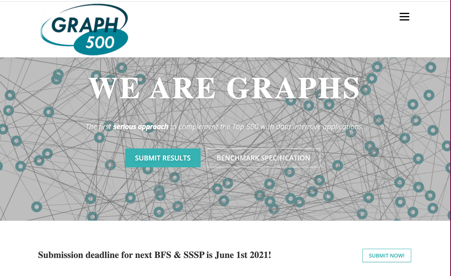 GRAPH
500
WE ARE GRAPHS
The first serious approach to complement the Top 500 with data intensive applications.
SUBMIT RESULTS
BENCHMARK SPECIFICATION
Submission deadline for next BFS & SSSP is June 1st 2021!
SUBMIT NOW!